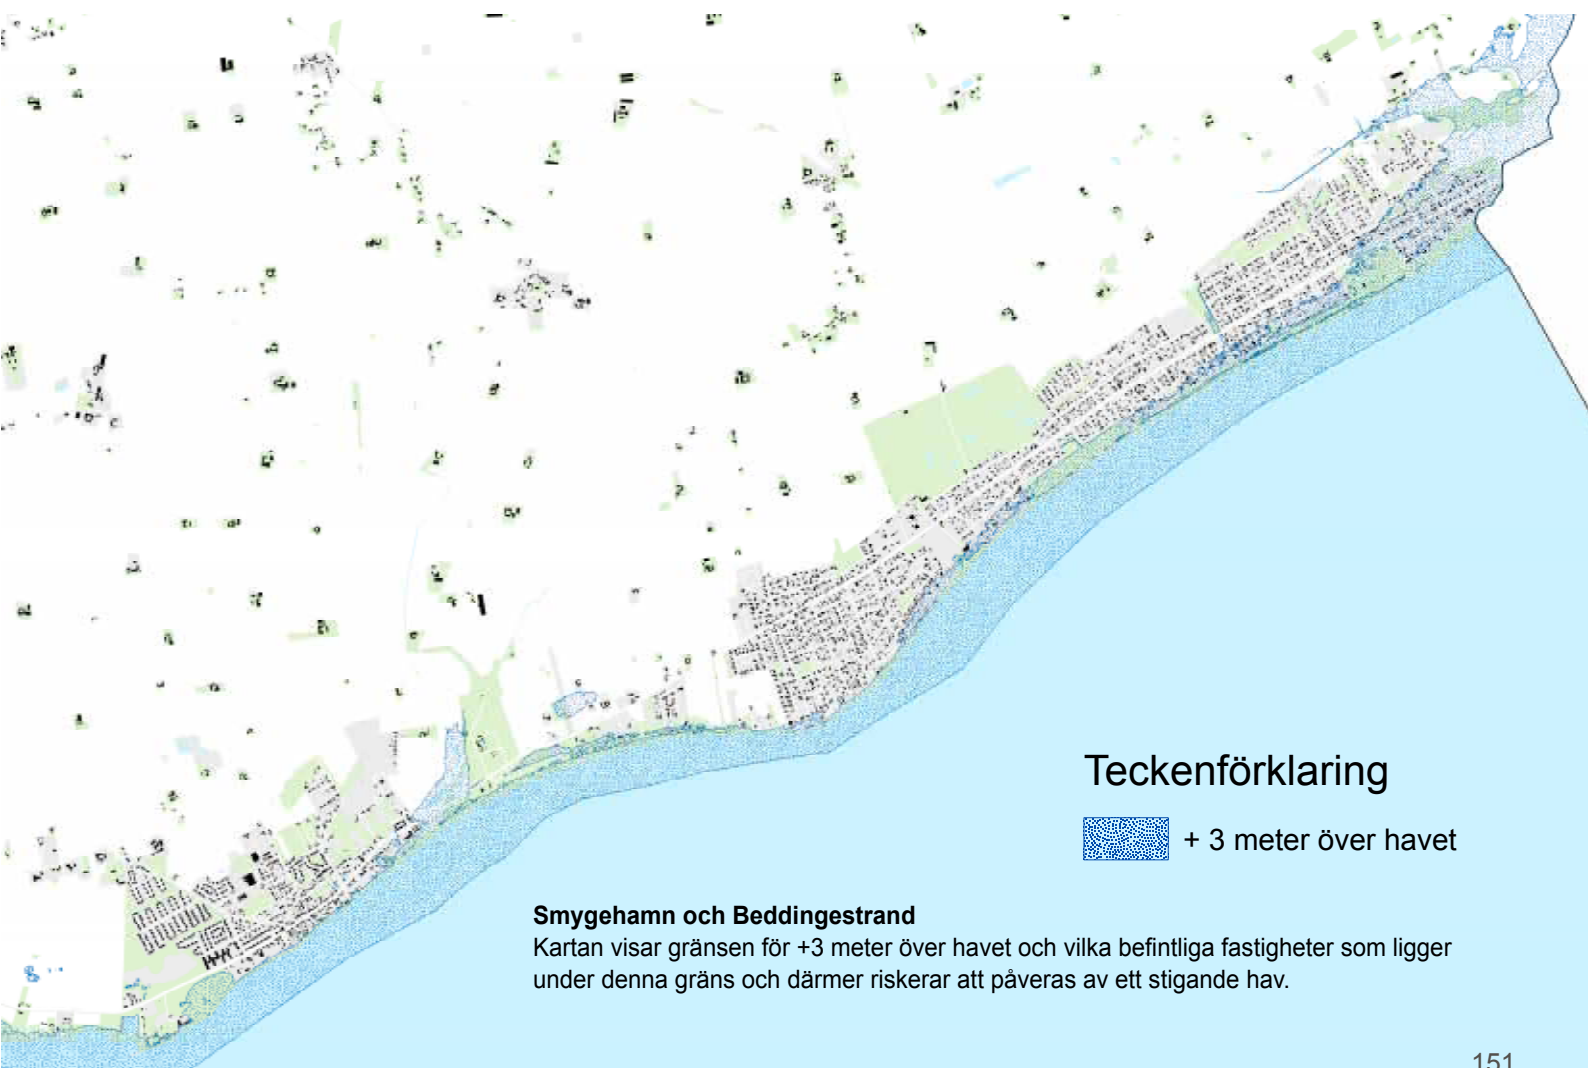 Teckenförklaring
+ 3 meter över havet
Smygehamn och Beddingestrand
Kartan visar gränsen för +3 meter över havet och vilka befintliga fastigheter som ligger
under denna gräns och därmer riskerar att påveras av ett stigande hav.
151